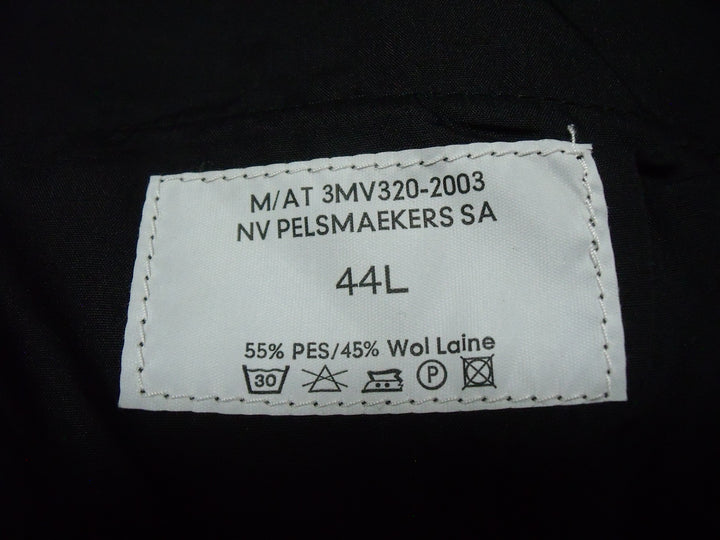 M/AT 3MV320-2003
NV PELSMAEKERS SA
44L
55% PES/45% Wol Laine
30 P